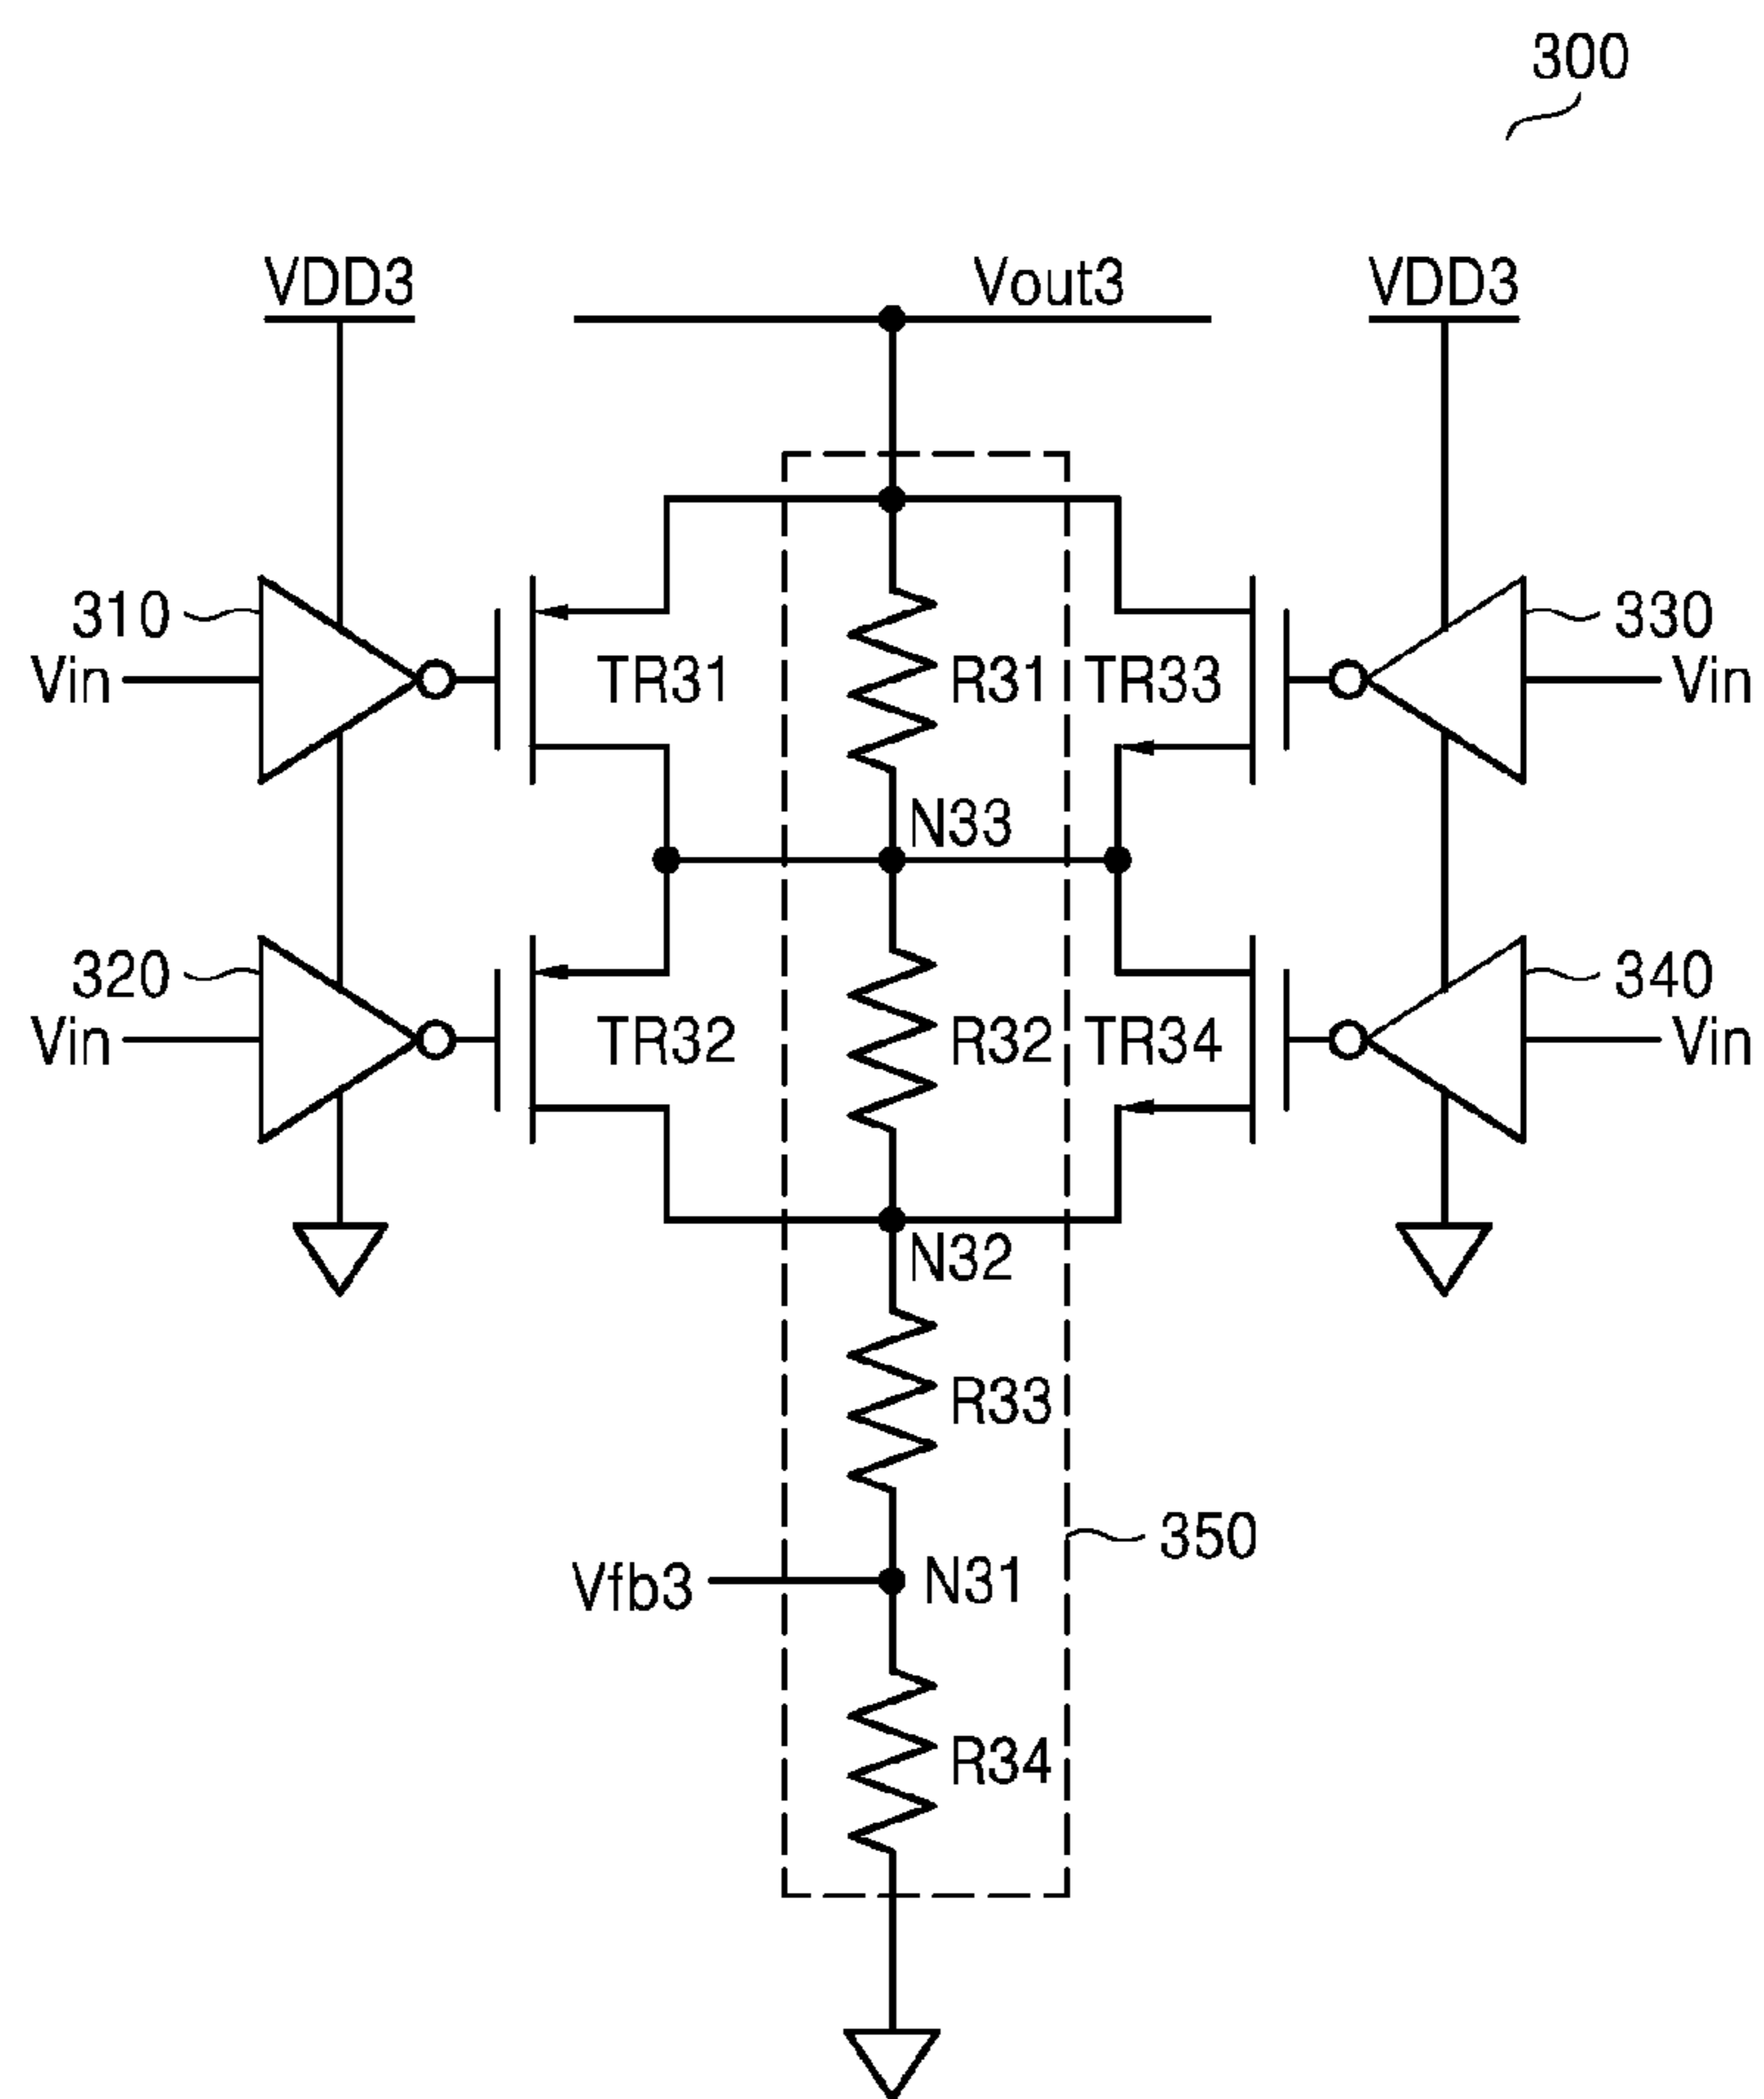 300
VDD3 Vout3 VDD3
310 330
Vin TR31 R31 TR33 Vin
N33
320 340
Vin TR32 R32 TR34 Vin
N32
R33
350
Vfb3 N31
R34